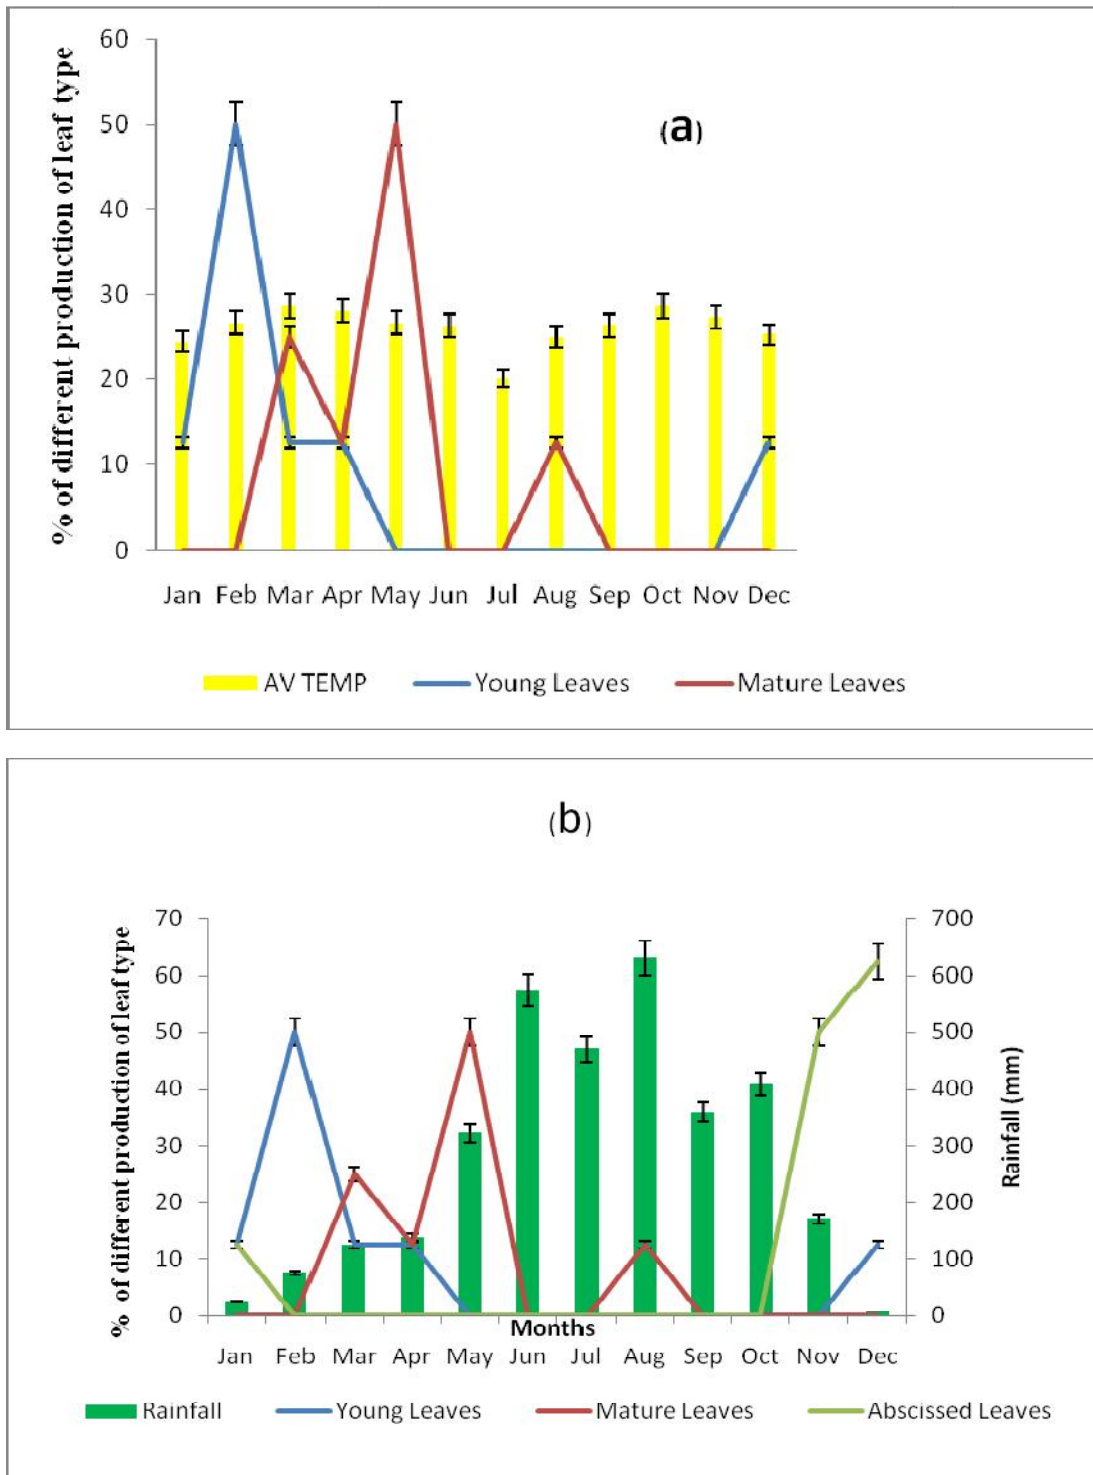 (a)
% of different production of leaf type
60
50
40
30
20
10
0
Jan Feb Mar Apr May Jun Jul Aug Sep Oct Nov Dec
AV TEMP Young Leaves Mature Leaves
(b)
% of different production of leaf type
70
60
50
40
30
20
10
0
700
600
500
400
300
200
100
0
Rainfall (mm)
Months
Jan Feb Mar Apr May Jun Jul Aug Sep Oct Nov Dec
Rainfall Young Leaves Mature Leaves Abscissed Leaves